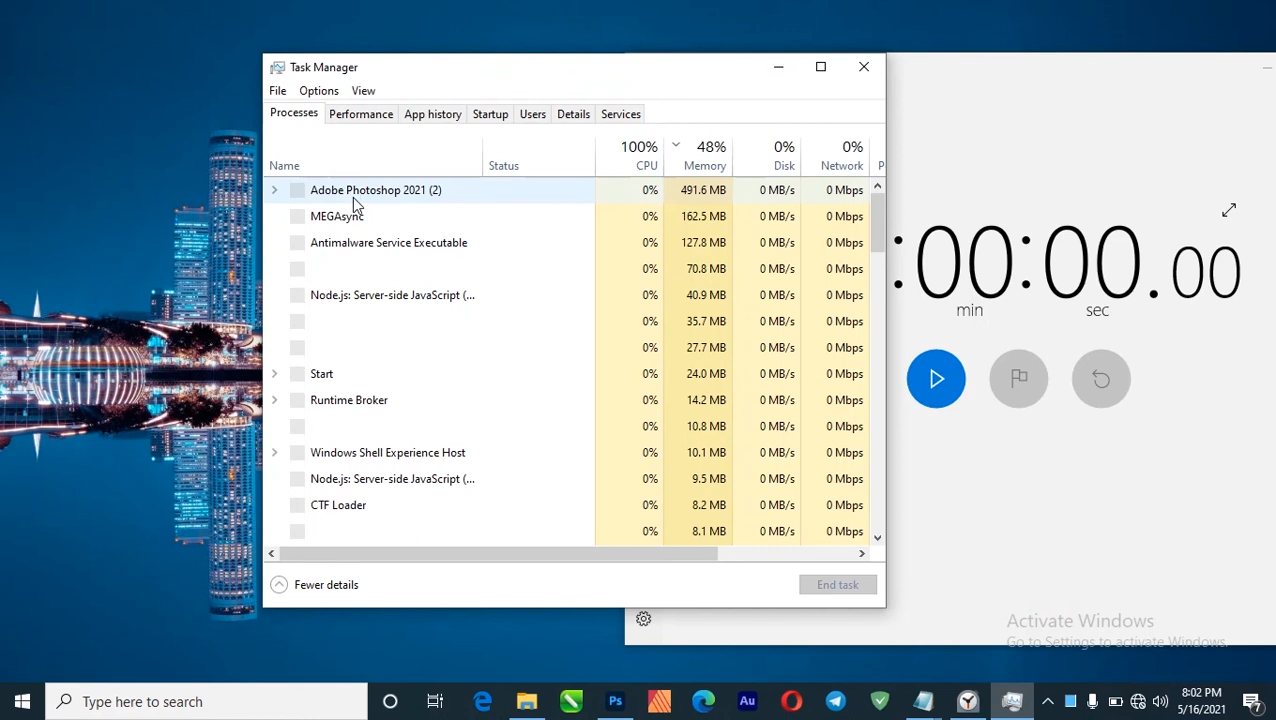 Task Manager
File Options View
Processes Performance App history Startup Users Details Services
100% 48% 0% 0%
Name Status CPU Memory Disk Network P
Adobe Photoshop 2021 (2) 0% 491.6 MB 0 MB/s 0 Mbps
MEGAsync 0% 162.5 MB 0 MB/s 0 Mbps
Antimalware Service Executable 0% 127.8 MB 0 MB/s 0 Mbps
0% 70.8 MB 0 MB/s 0 Mbps
Node.js: Server-side JavaScript (... 0% 40.9 MB 0 MB/s 0 Mbps
0% 35.7 MB 0 MB/s 0 Mbps
0% 27.7 MB 0 MB/s 0 Mbps
Start 0% 24.0 MB 0 MB/s 0 Mbps
Runtime Broker 0% 14.2 MB 0 MB/s 0 Mbps
0% 10.8 MB 0 MB/s 0 Mbps
Windows Shell Experience Host 0% 10.1 MB 0 MB/s 0 Mbps
Node.js: Server-side JavaScript (... 0% 9.5 MB 0 MB/s 0 Mbps
CTF Loader 0% 8.2 MB 0 MB/s 0 Mbps
0% 8.1 MB 0 MB/s 0 Mbps
Fewer details End task
:00:00.00
min sec
Activate Windows
Go to Settings to activate Windows.
Type here to search
Ps
Au
8:02 PM
5/16/2021
7